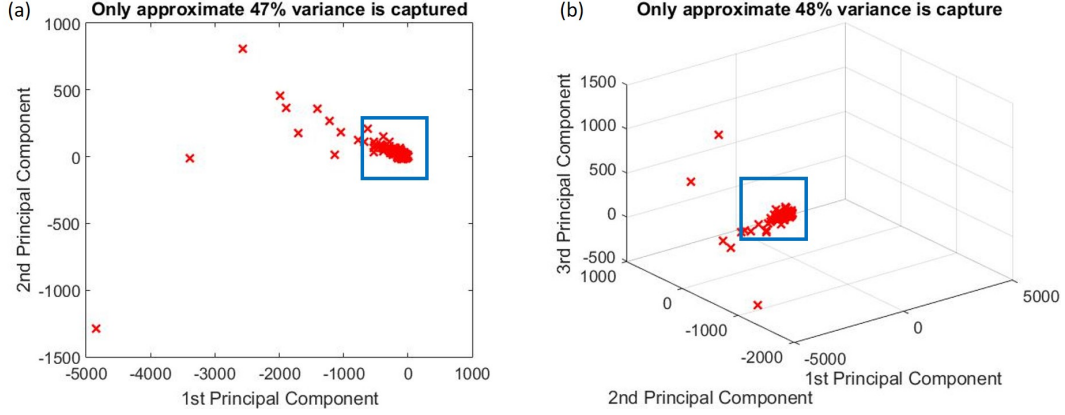 (a)
Only approximate 47% variance is captured
1000
500
0
-500
-1000
-1500
-5000 -4000 -3000 -2000 -1000 0 1000
2nd Principal Component
1st Principal Component
(b)
Only approximate 48% variance is capture
1500
1000
500
0
-500
3rd Principal Component
1000
0
-1000
-2000
2nd Principal Component
-5000
0
5000
1st Principal Component